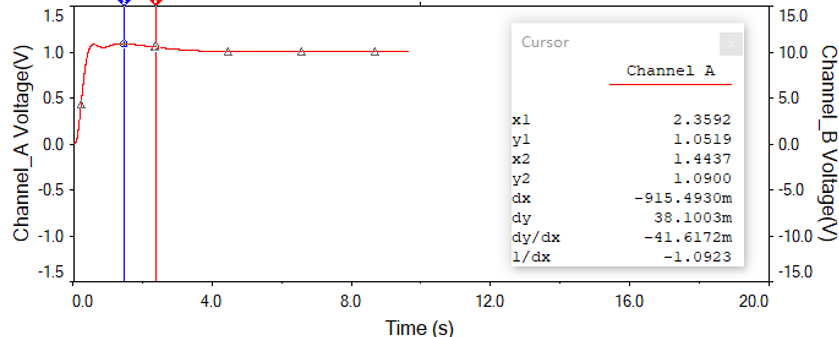 Channel_A Voltage(V)
1.5
1.0
0.5
0.0
-0.5
-1.0
-1.5
0.0 4.0 8.0 12.0 16.0 20.0
Time (s)
15.0
10.0
5.0
0.0
-5.0
-10.0
-15.0
Channel_B Voltage(V)
Cursor x
Channel A
x1 2.3592
y1 1.0519
x2 1.4437
y2 1.0900
dx -915.4930m
dy 38.1003m
dy/dx -41.6172m
1/dx -1.0923